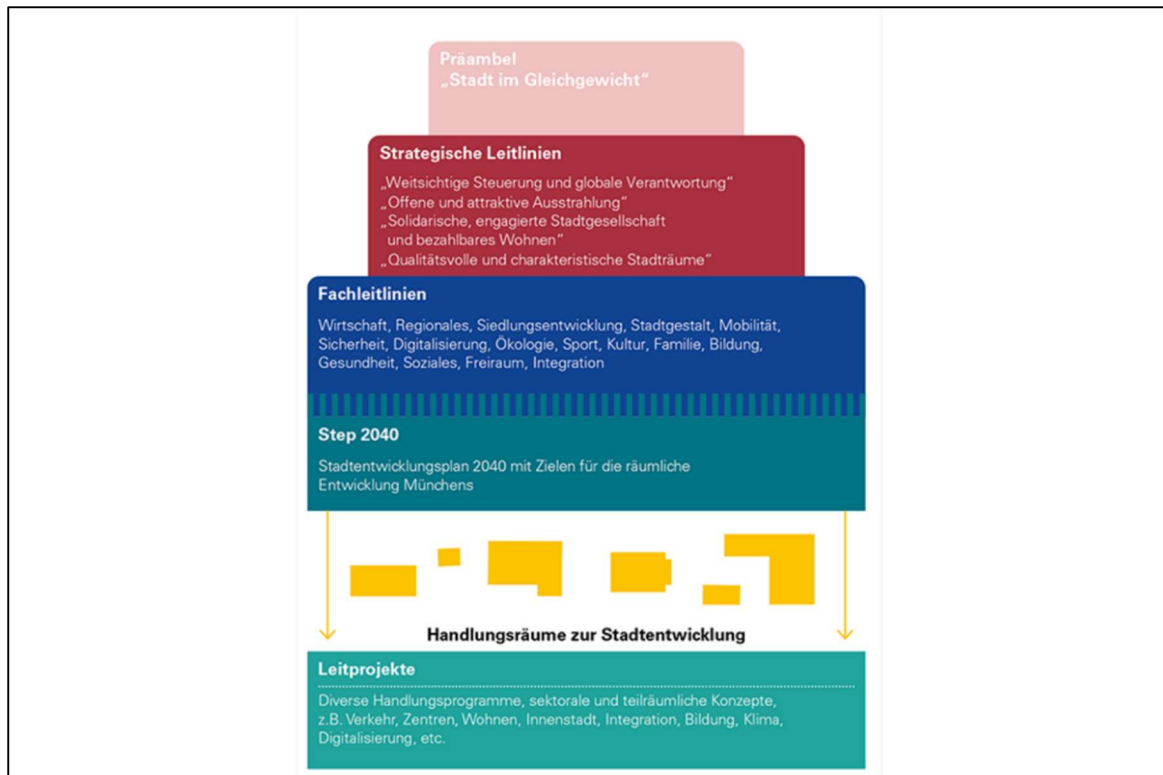 Präambel
„Stadt im Gleichgewicht“
Strategische Leitlinien
„Weitsichtige Steuerung und globale Verantwortung“
„Offene und attraktive Ausstrahlung“
„Solidarische, engagierte Stadtgesellschaft
und bezahlbares Wohnen“
„Qualitätsvolle und charakteristische Stadträume“
Fachleitlinien
Wirtschaft, Regionales, Siedlungsentwicklung, Stadtgestalt, Mobilität,
Sicherheit, Digitalisierung, Ökologie, Sport, Kultur, Familie, Bildung,
Gesundheit, Soziales, Freiraum, Integration
Step 2040
Stadtentwicklungsplan 2040 mit Zielen für die räumliche
Entwicklung Münchens
Handlungsräume zur Stadtentwicklung
Leitprojekte
Diverse Handlungsprogramme, sektorale und teilräumliche Konzepte,
z.B. Verkehr, Zentren, Wohnen, Innenstadt, Integration, Bildung, Klima,
Digitalisierung, etc.